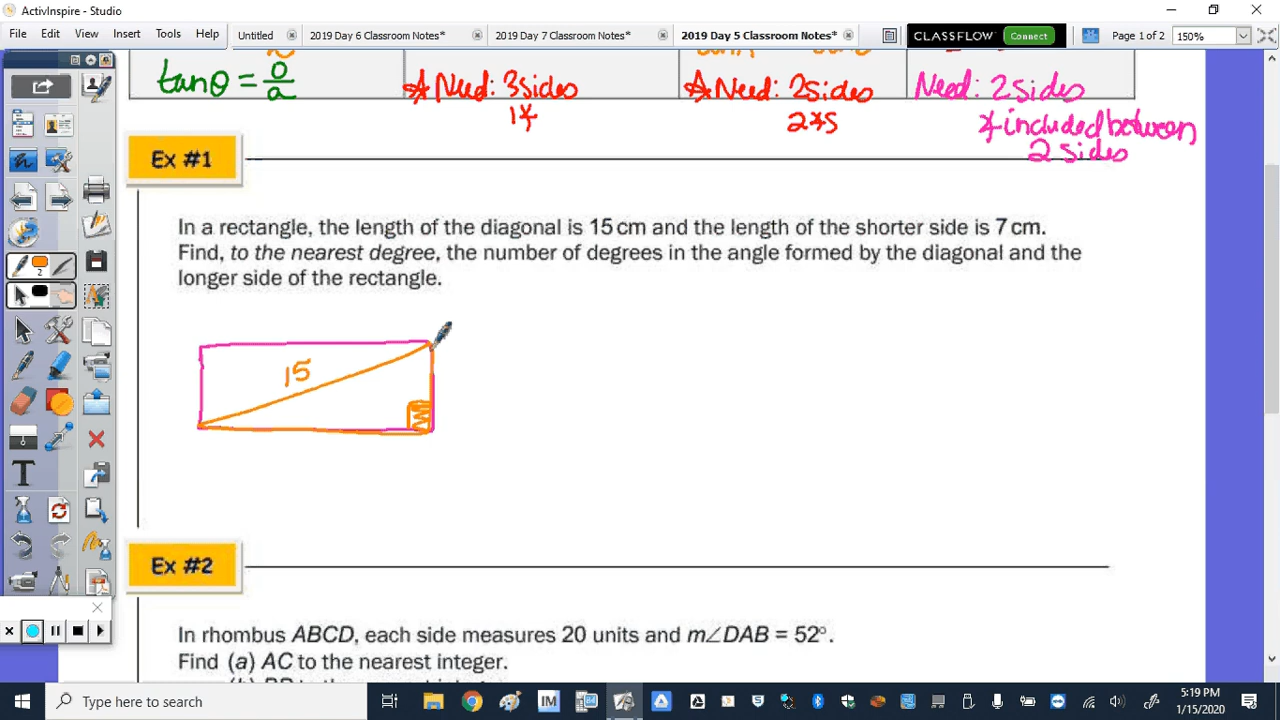 ActivInspire - Studio
File Edit View Insert Tools Help Untitled 2019 Day 6 Classroom Notes* 2019 Day 7 Classroom Notes* 2019 Day 5 Classroom Notes* CLASSFLOW Connect Page 1 of 2 150%
tanθ = o/a
Need: 3 sides
Need: 2 sides
Need: 2 sides
included between
2 sides
Ex #1
In a rectangle, the length of the diagonal is 15 cm and the length of the shorter side is 7 cm.
Find, to the nearest degree, the number of degrees in the angle formed by the diagonal and the
longer side of the rectangle.
15
2
T
Ex #2
In rhombus ABCD, each side measures 20 units and m∠DAB = 52°.
Find (a) AC to the nearest integer.
Type here to search
IM
5:19 PM
1/15/2020